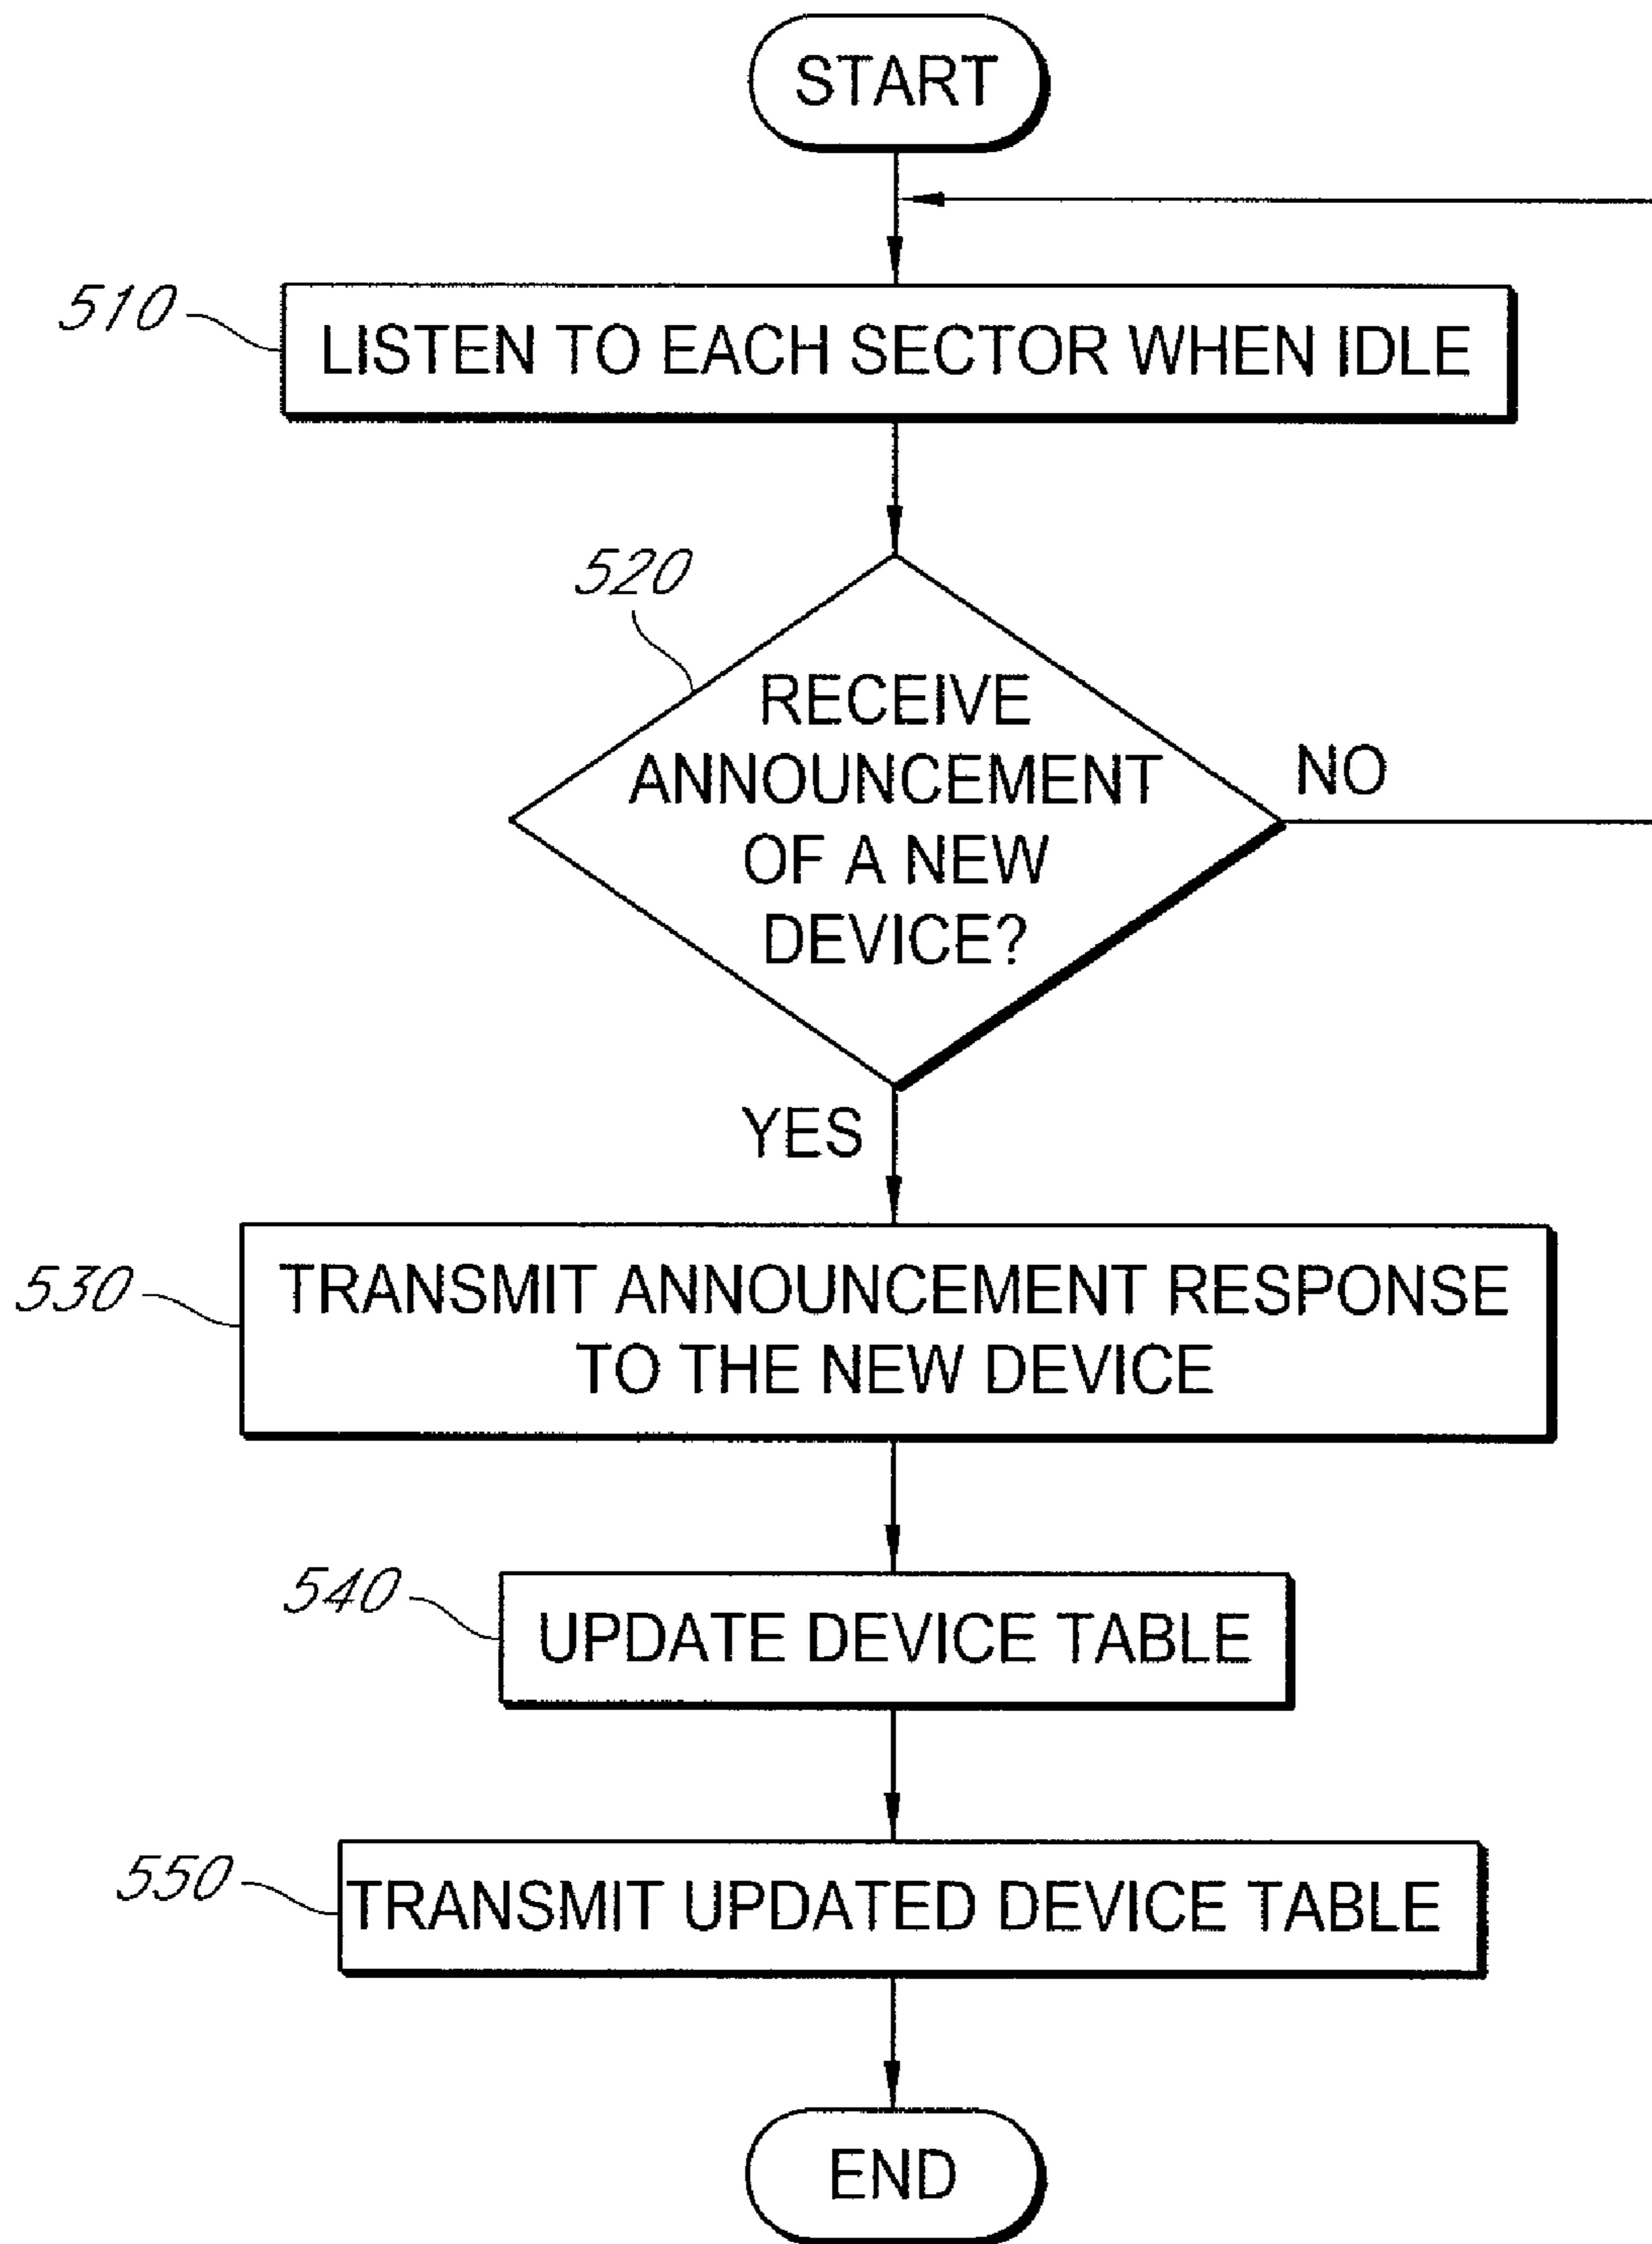 START
510
LISTEN TO EACH SECTOR WHEN IDLE
520
RECEIVE
ANNOUNCEMENT
OF A NEW
DEVICE?
NO
YES
530
TRANSMIT ANNOUNCEMENT RESPONSE
TO THE NEW DEVICE
540
UPDATE DEVICE TABLE
550
TRANSMIT UPDATED DEVICE TABLE
END